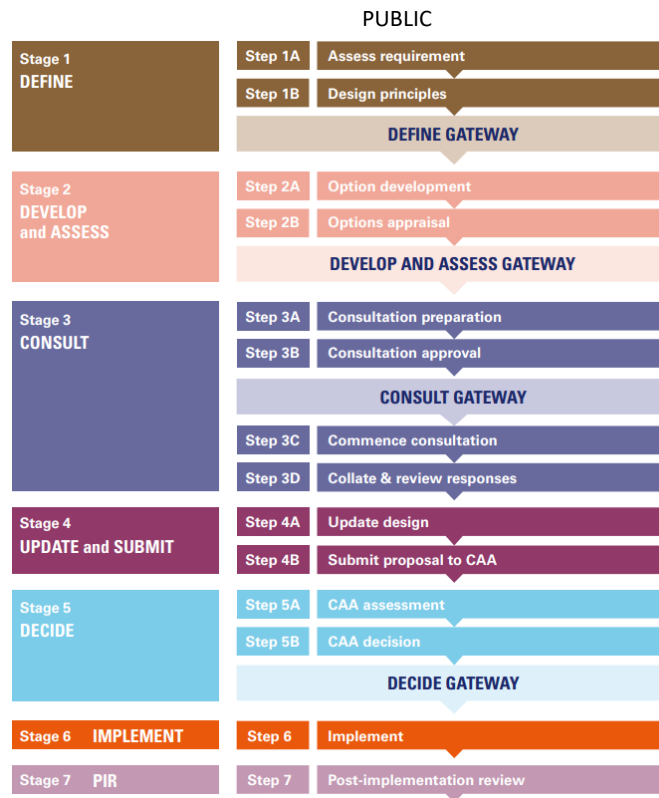 PUBLIC
Stage 1
DEFINE
Step 1A Assess requirement
Step 1B Design principles
DEFINE GATEWAY
Stage 2
DEVELOP
and ASSESS
Step 2A Option development
Step 2B Options appraisal
DEVELOP AND ASSESS GATEWAY
Stage 3
CONSULT
Step 3A Consultation preparation
Step 3B Consultation approval
CONSULT GATEWAY
Step 3C Commence consultation
Step 3D Collate & review responses
Stage 4
UPDATE and SUBMIT
Step 4A Update design
Step 4B Submit proposal to CAA
Stage 5
DECIDE
Step 5A CAA assessment
Step 5B CAA decision
DECIDE GATEWAY
Stage 6 IMPLEMENT
Step 6 Implement
Stage 7 PIR
Step 7 Post-implementation review